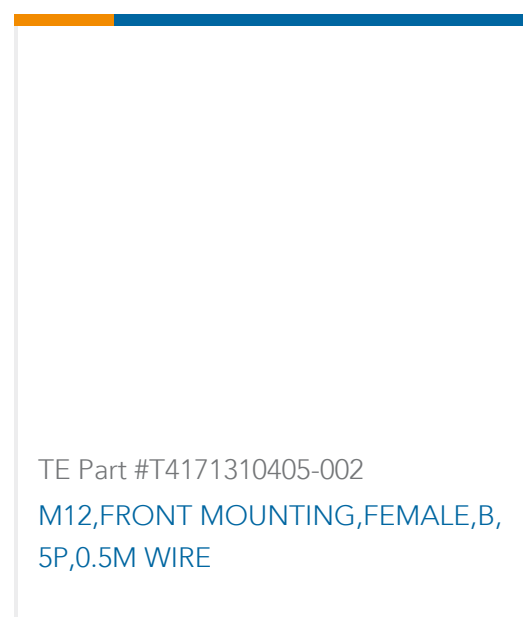 TE Part #T4171310405-002
M12,FRONT MOUNTING,FEMALE,B,
5P,0.5M WIRE